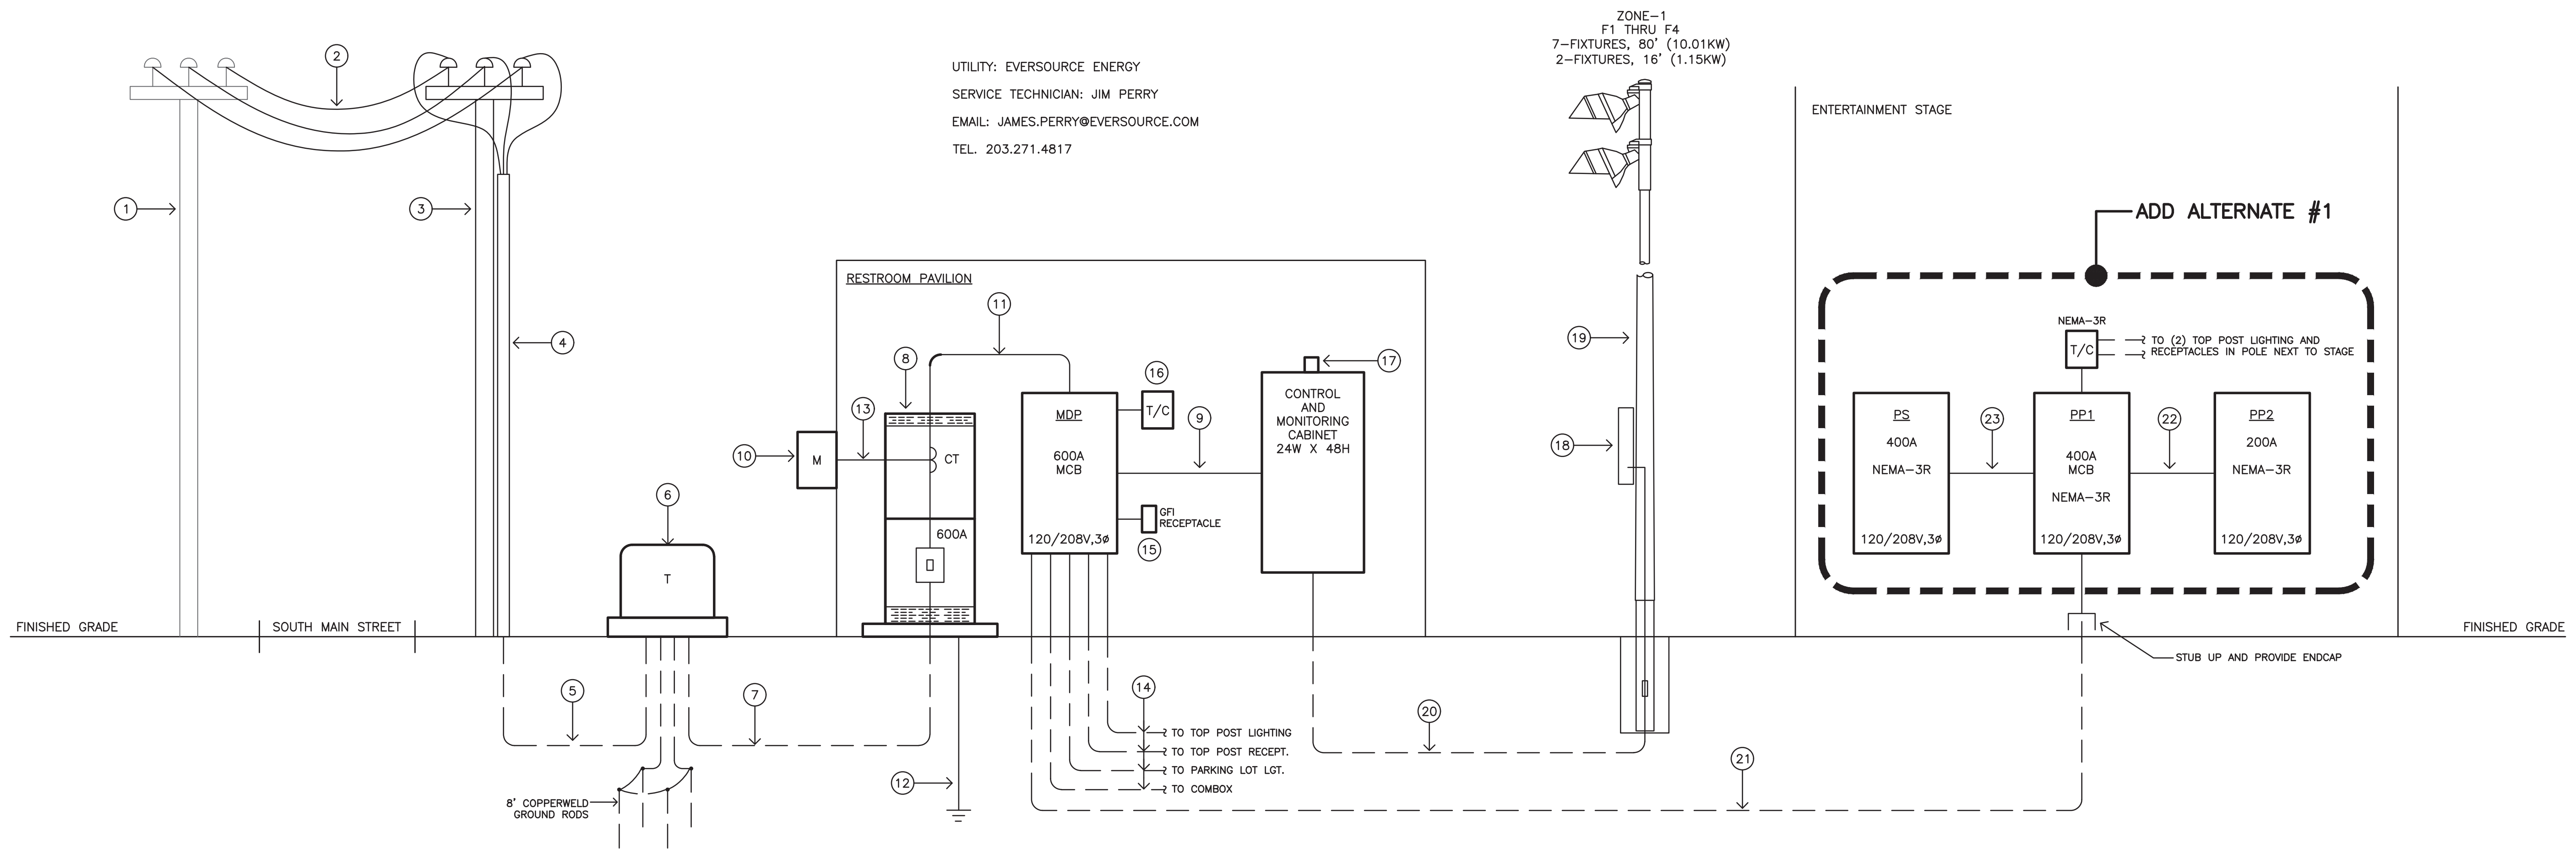 ZONE-1
F1 THRU F4
7-FIXTURES, 80' (10.01KW)
2-FIXTURES, 16' (1.15KW)
UTILITY: EVERSOURCE ENERGY
SERVICE TECHNICIAN: JIM PERRY
EMAIL: JAMES.PERRY@EVERSOURCE.COM
TEL. 203.271.4817
1
2
3
4
5
6
T
7
8' COPPERWELD
GROUND RODS
FINISHED GRADE
SOUTH MAIN STREET
RESTROOM PAVILION
8
10
M
13
CT
600A
12
11
MDP
600A
MCB
120/208V,3ø
16
T/C
9
GFI
RECEPTACLE
15
17
CONTROL
AND
MONITORING
CABINET
24W X 48H
14
TO TOP POST LIGHTING
TO TOP POST RECEPT.
TO PARKING LOT LGT.
TO COMBOX
18
19
20
21
ENTERTAINMENT STAGE
ADD ALTERNATE #1
NEMA-3R
T/C
TO (2) TOP POST LIGHTING AND
RECEPTACLES IN POLE NEXT TO STAGE
PS
400A
NEMA-3R
120/208V,3ø
23
PP1
400A
MCB
NEMA-3R
120/208V,3ø
22
PP2
200A
NEMA-3R
120/208V,3ø
FINISHED GRADE
STUB UP AND PROVIDE ENDCAP